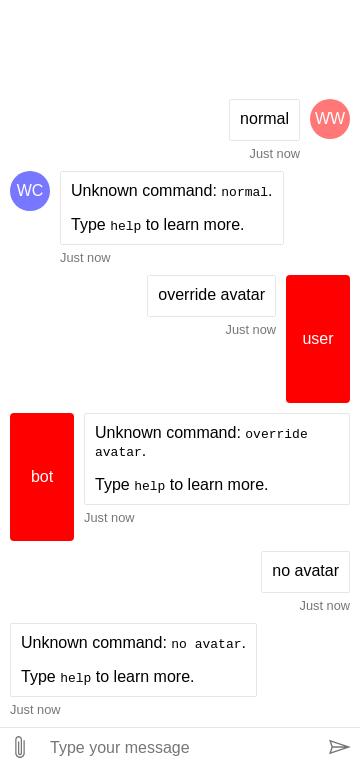 normal
WW
Just now
WC
Unknown command: normal.
Type help to learn more.
Just now
override avatar
user
Just now
bot
Unknown command: override
avatar.
Type help to learn more.
Just now
no avatar
Just now
Unknown command: no avatar.
Type help to learn more.
Just now
Type your message